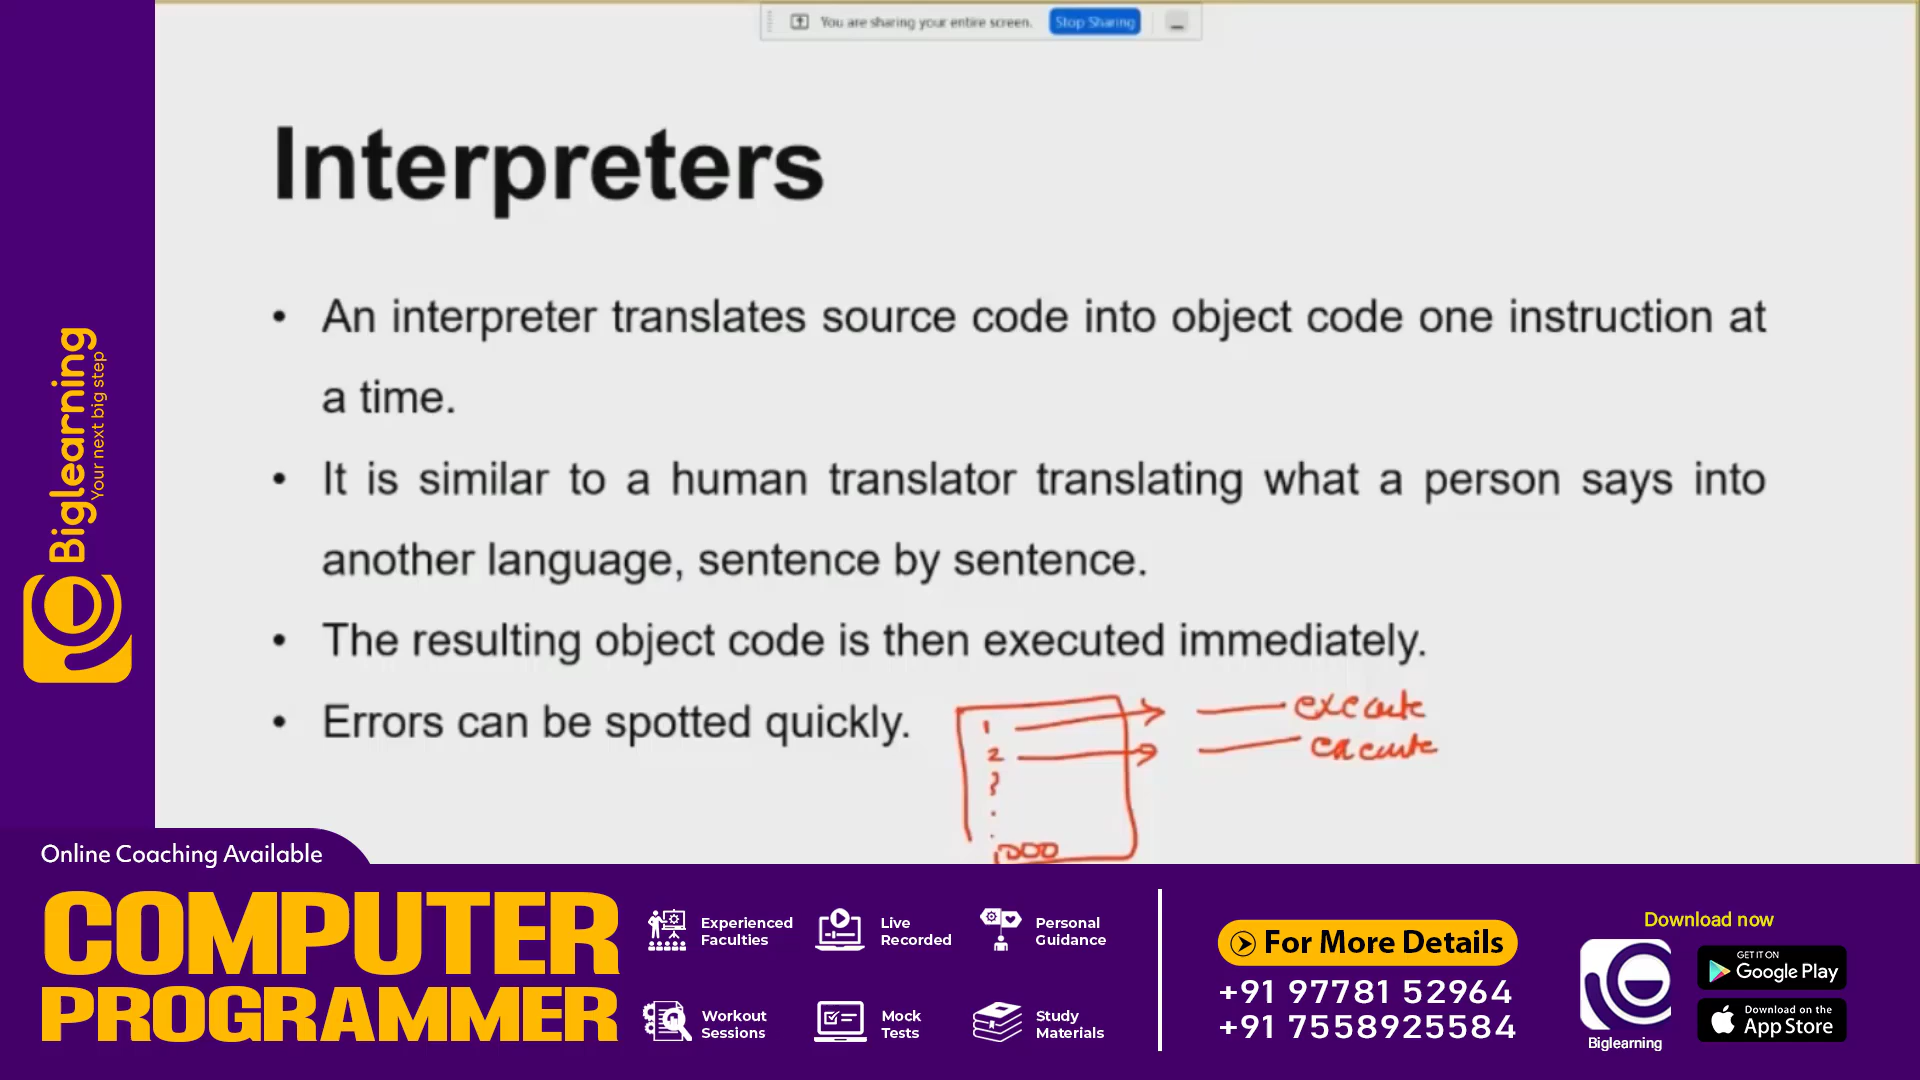 You are sharing your entire screen. Stop Sharing
Interpreters
• An interpreter translates source code into object code one instruction at
a time.
• It is similar to a human translator translating what a person says into
another language, sentence by sentence.
• The resulting object code is then executed immediately.
• Errors can be spotted quickly.
1 execute
2
3
.
.
1000
Biglearning
Your next big step
Online Coaching Available
COMPUTER
PROGRAMMER
Experienced
Faculties
Live
Recorded
Personal
Guidance
Workout
Sessions
Mock
Tests
Study
Materials
For More Details
+91 97781 52964
+91 7558925584
Download now
Biglearning
GET IT ON
Google Play
Download on the
App Store